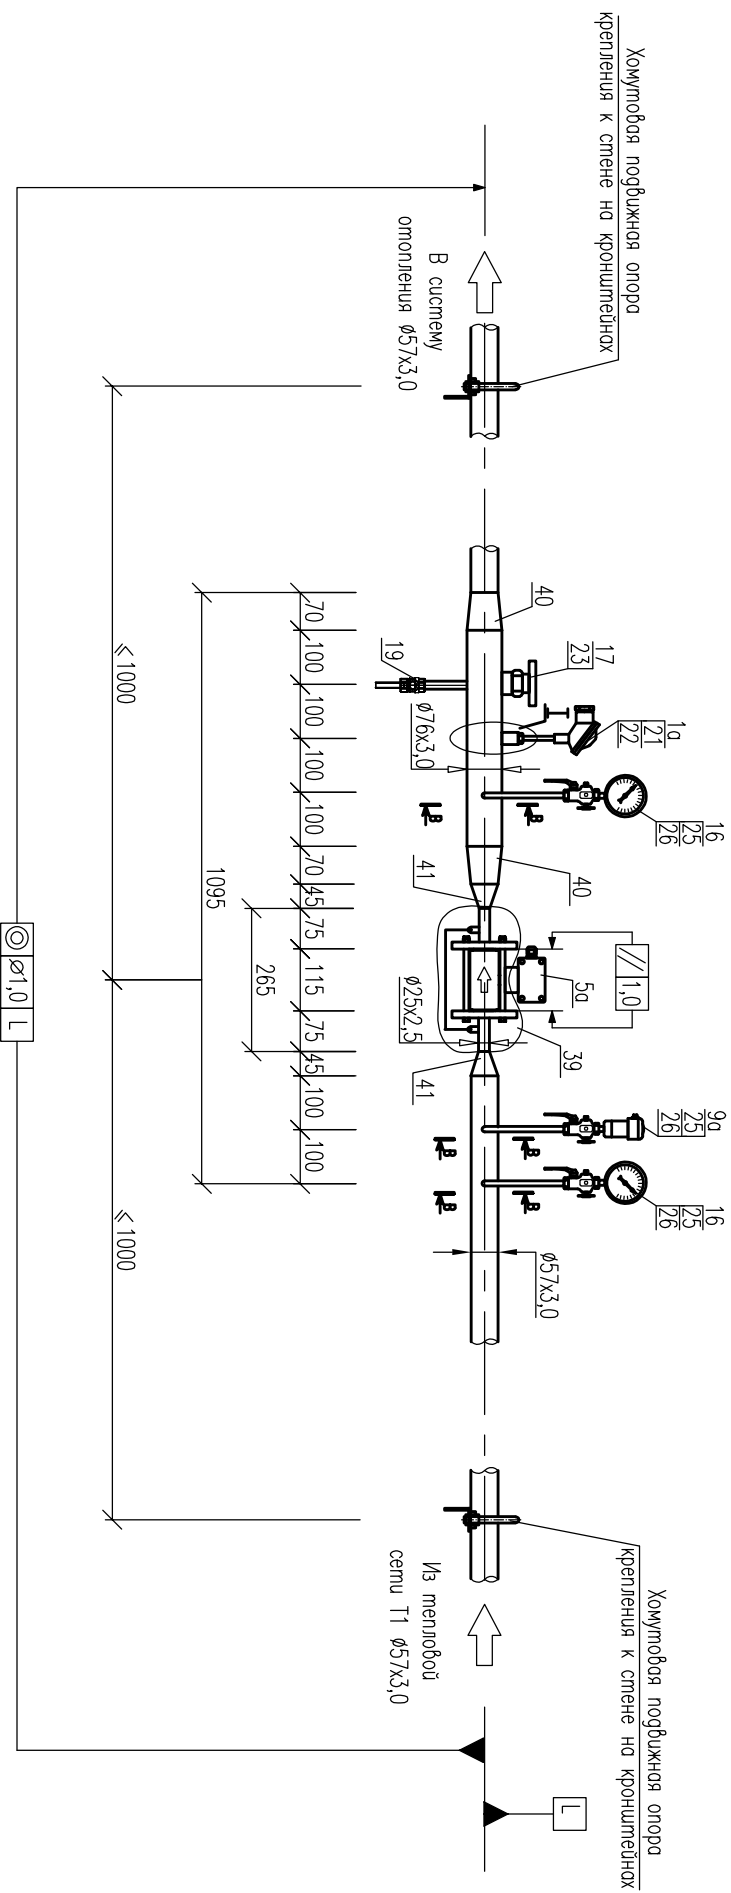 Хомутовая подвижная опора
крепления к стене на кронштейнах
В систему
отопления ø57х3,0
40
17
23
1а
21
22
16
25
26
19
ø76х3,0
В
В
41
40
// 1,0
5а
39
ø25х2,5
41
9а
25
26
16
25
26
В
В
В
В
ø57х3,0
Хомутовая подвижная опора
крепления к стене на кронштейнах
Из тепловой
сети Т1 ø57х3,0
L
70
100
100
100
100
70
45
75
115
75
45
100
100
265
1095
⩽1000
⩽1000
◎ ø1,0 L